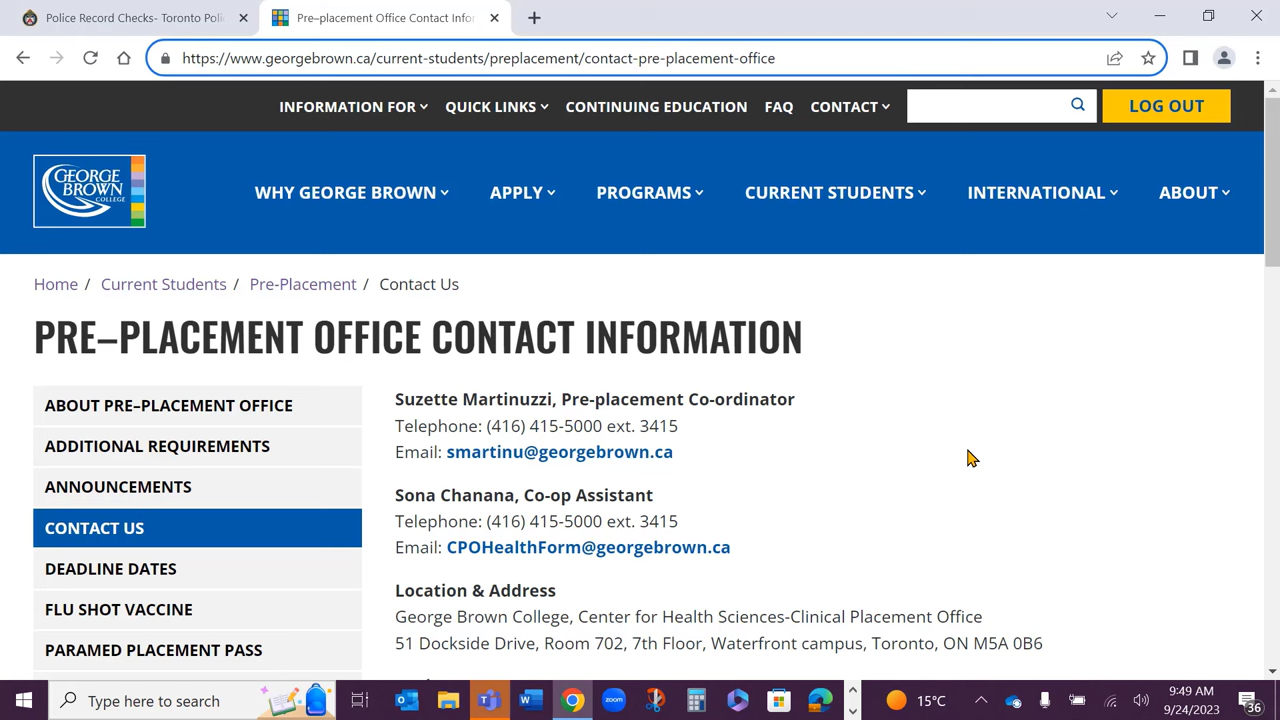 Police Record Checks- Toronto Poli
Pre–placement Office Contact Infor
https://www.georgebrown.ca/current-students/preplacement/contact-pre-placement-office
INFORMATION FOR QUICK LINKS CONTINUING EDUCATION FAQ CONTACT LOG OUT
GEORGE BROWN COLLEGE
WHY GEORGE BROWN APPLY PROGRAMS CURRENT STUDENTS INTERNATIONAL ABOUT
Home / Current Students / Pre-Placement / Contact Us
PRE–PLACEMENT OFFICE CONTACT INFORMATION
ABOUT PRE–PLACEMENT OFFICE
ADDITIONAL REQUIREMENTS
ANNOUNCEMENTS
CONTACT US
DEADLINE DATES
FLU SHOT VACCINE
PARAMED PLACEMENT PASS
Suzette Martinuzzi, Pre-placement Co-ordinator
Telephone: (416) 415-5000 ext. 3415
Email: smartinu@georgebrown.ca
Sona Chanana, Co-op Assistant
Telephone: (416) 415-5000 ext. 3415
Email: CPOHealthForm@georgebrown.ca
Location & Address
George Brown College, Center for Health Sciences-Clinical Placement Office
51 Dockside Drive, Room 702, 7th Floor, Waterfront campus, Toronto, ON M5A 0B6
Type here to search
zoom
15°C
9:49 AM
9/24/2023
36